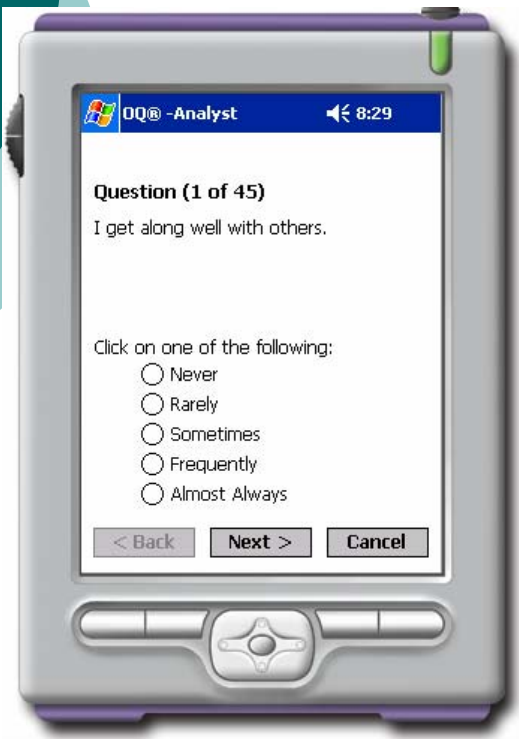 OQ® -Analyst 8:29
Question (1 of 45)
I get along well with others.
Click on one of the following:
Never
Rarely
Sometimes
Frequently
Almost Always
< Back Next > Cancel